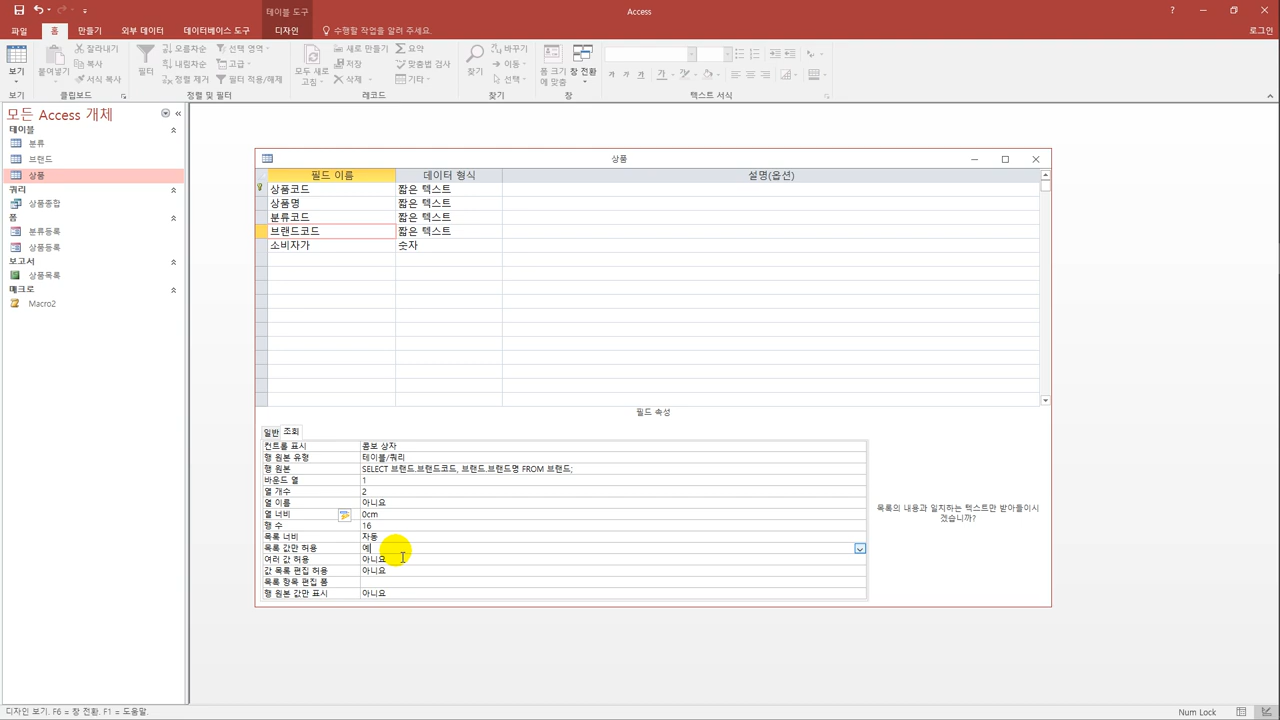 테이블 도구
Access
파일
홈
만들기
외부 데이터
데이터베이스 도구
디자인
수행할 작업을 알려 주세요.
로그인
보기
붙여넣기
잘라내기
복사
서식 복사
필터
오름차순
내림차순
정렬 제거
선택 영역
고급
필터 적용/해제
모두 새로
고침
새로 만들기
저장
삭제
요약
맞춤법 검사
기타
찾기
바꾸기
이동
선택
폼 크기
에 맞춤
창 전환
보기
클립보드
정렬 및 필터
레코드
찾기
창
텍스트 서식
모든 Access 개체
테이블
분류
브랜드
상품
쿼리
상품종합
폼
분류등록
상품등록
보고서
상품목록
매크로
Macro2
상품
필드 이름 데이터 형식 설명(옵션)
상품코드 짧은 텍스트
상품명 짧은 텍스트
분류코드 짧은 텍스트
브랜드코드 짧은 텍스트
소비자가 숫자
필드 속성
일반 조회
컨트롤 표시 콤보 상자
행 원본 유형 테이블/쿼리
행 원본 SELECT 브랜드.브랜드코드, 브랜드.브랜드명 FROM 브랜드;
바운드 열 1
열 개수 2
열 이름 아니요
열 너비 0cm
행 수 16
목록 너비 자동
목록 값만 허용 예
여러 값 허용 아니요
값 목록 편집 허용 아니요
목록 항목 편집 폼
행 원본 값만 표시 아니요
목록의 내용과 일치하는 텍스트만 받아들이시
겠습니까?
디자인 보기. F6 = 창 전환. F1 = 도움말.
Num Lock